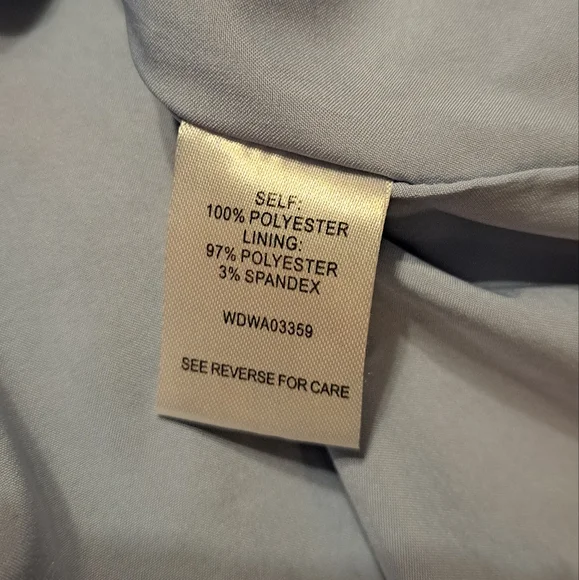 SELF:
100% POLYESTER
LINING:
97% POLYESTER
3% SPANDEX
WDWA03359
SEE REVERSE FOR CARE